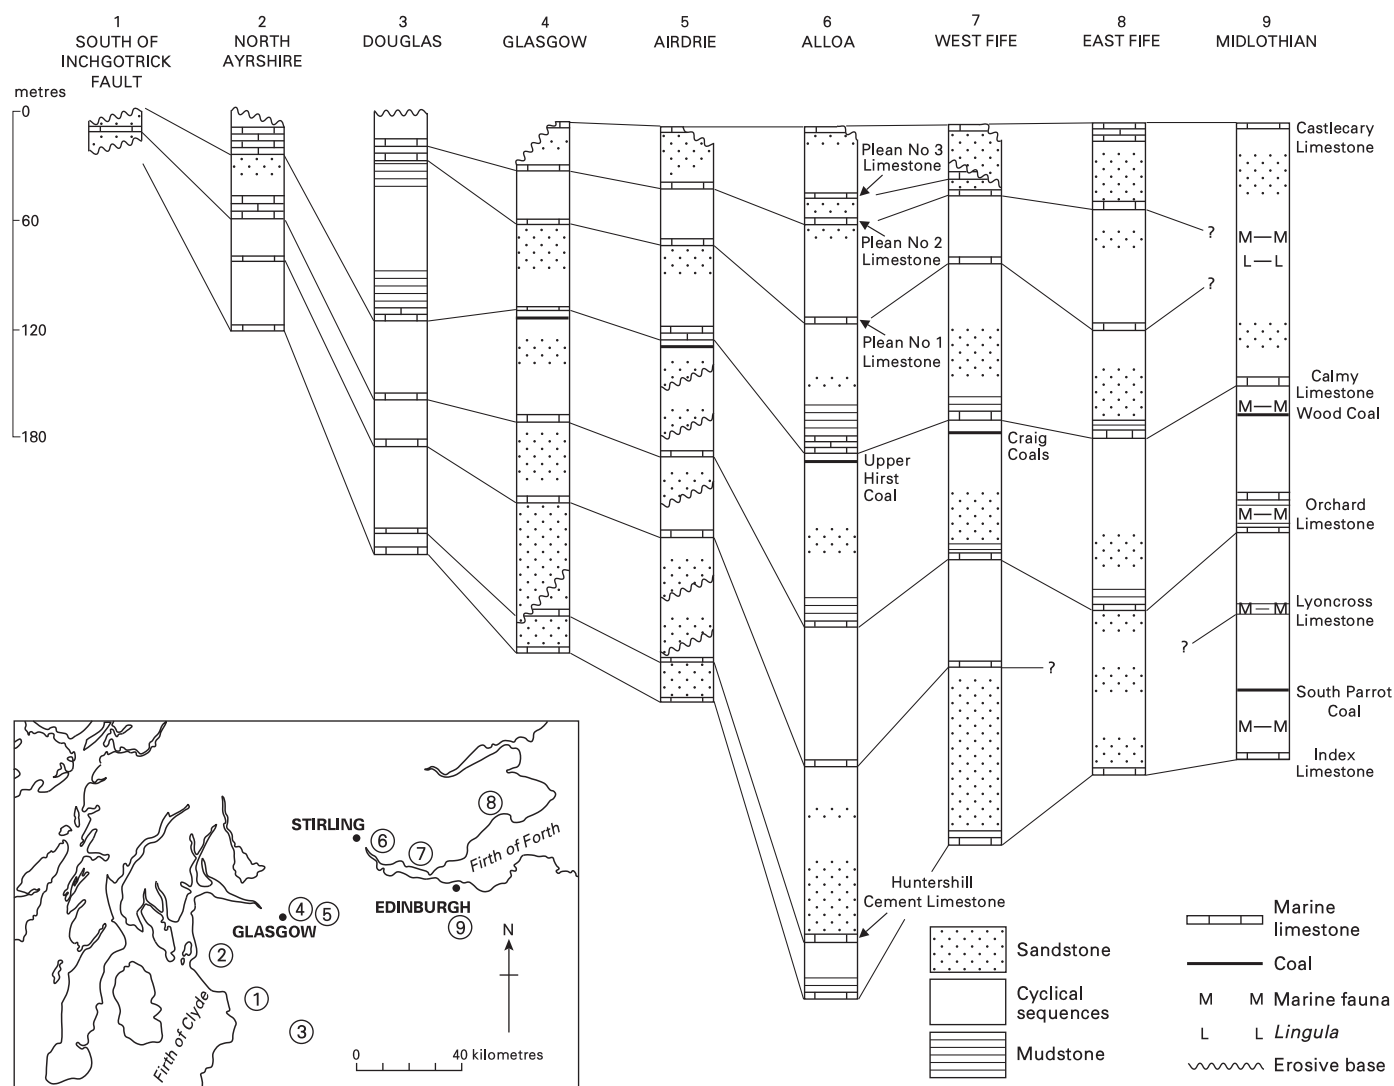 1
SOUTH OF
INCHGOTRICK
FAULT
2
NORTH
AYRSHIRE
3
DOUGLAS
4
GLASGOW
5
AIRDRIE
6
ALLOA
7
WEST FIFE
8
EAST FIFE
9
MIDLOTHIAN
metres
0
60
120
180
Plean No 3
Limestone
Plean No 2
Limestone
Plean No 1
Limestone
Upper
Hirst
Coal
Craig
Coals
Huntershill
Cement Limestone
?
?
?
?
M M
L L
M M
M M
M M
M M
Castlecary
Limestone
Calmy
Limestone
Wood Coal
Orchard
Limestone
Lyoncross
Limestone
South Parrot
Coal
Index
Limestone
STIRLING
6
7
8
Firth of Forth
EDINBURGH
9
4
5
GLASGOW
2
1
3
Firth of Clyde
N
0 40 kilometres
Sandstone
Cyclical
sequences
Mudstone
Marine
limestone
Coal
M M Marine fauna
L L Lingula
Erosive base